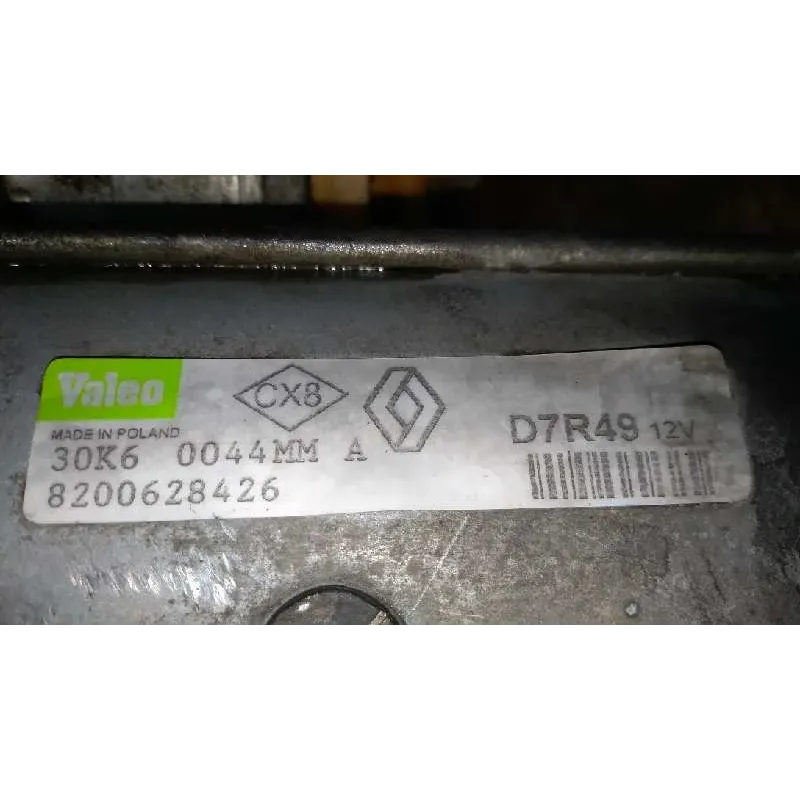 Valeo
CX8
D7R49 12V
MADE IN POLAND
30K6 0044MM A
8200628426